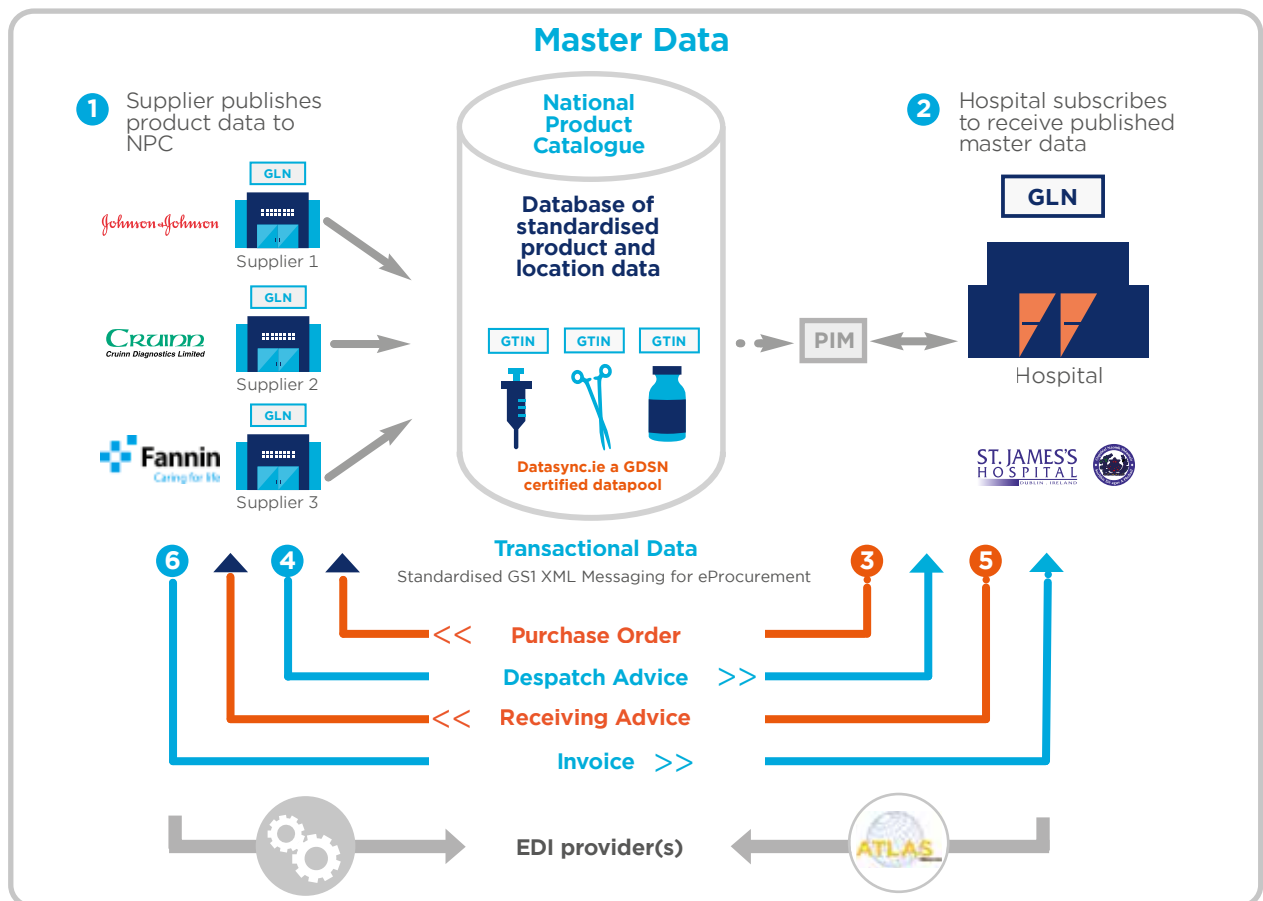 Master Data
1
Supplier publishes
product data to
NPC
National
Product
Catalogue
2
Hospital subscribes
to receive published
master data
GLN
Johnson & Johnson
Supplier 1
GLN
CRUINN
Cruinn Diagnostics Limited
Supplier 2
GLN
Fannin
Caring for life
Supplier 3
Database of
standardised
product and
location data
GTIN GTIN GTIN
Datasync.ie a GDSN
certified datapool
PIM
GLN
Hospital
ST. JAMES'S
HOSPITAL
DUBLIN, IRELAND
Transactional Data
Standardised GS1 XML Messaging for eProcurement
6 4 3 5
<< Purchase Order
Despatch Advice >>
<< Receiving Advice
Invoice >>
EDI provider(s)
ATLAS